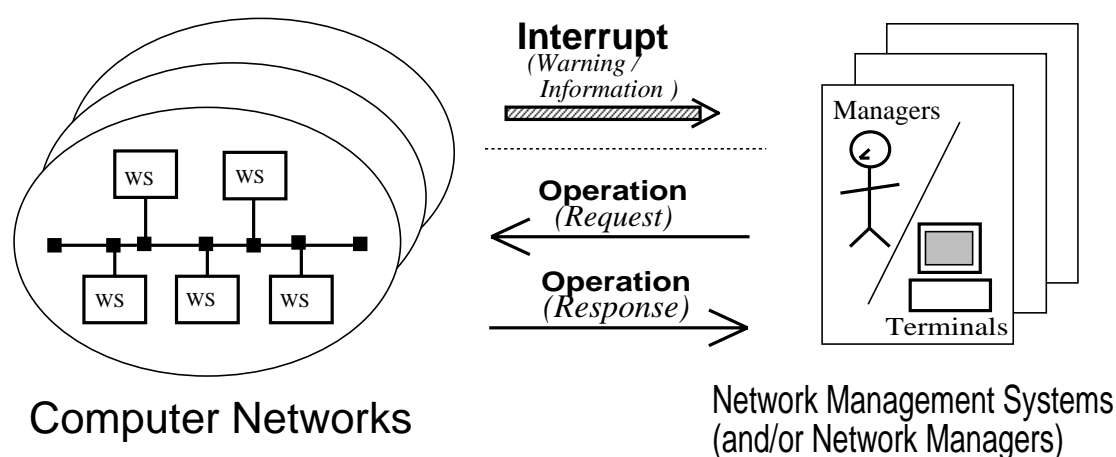 Interrupt
(Warning /
Information )
Managers
WS
WS
Operation
(Request)
WS
WS
WS
Operation
(Response)
Terminals
Computer Networks
Network Management Systems
(and/or Network Managers)